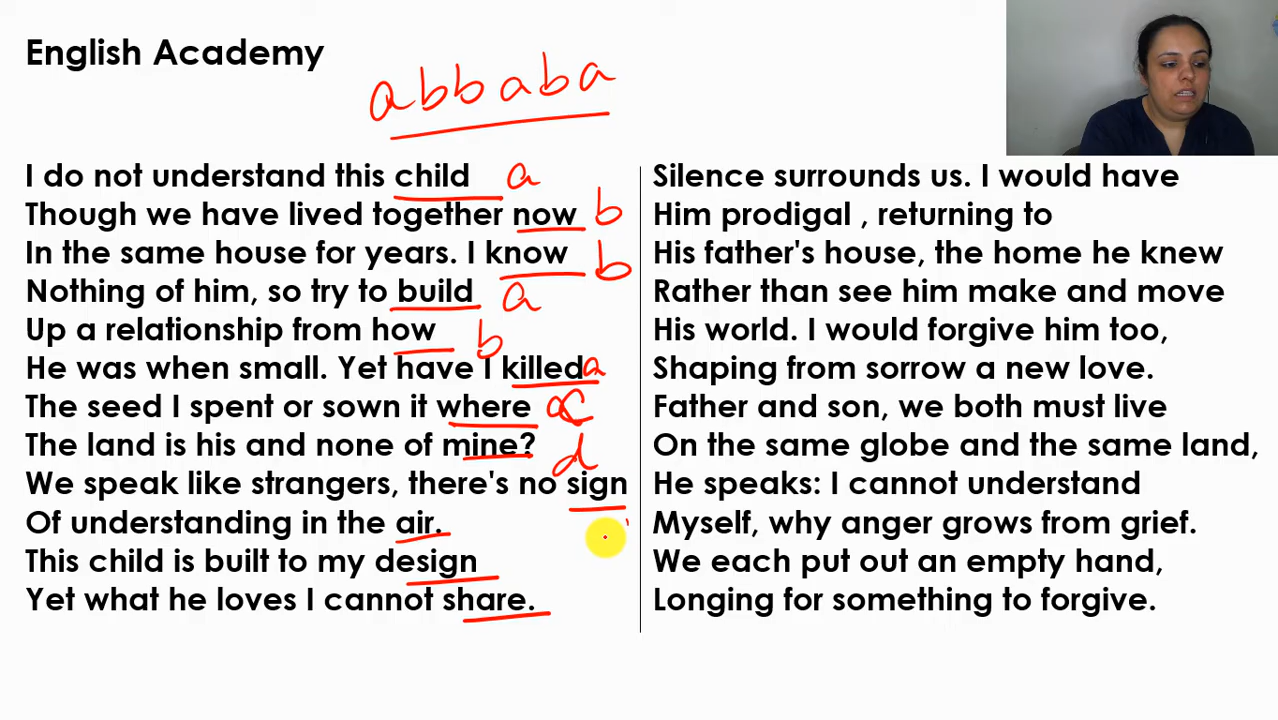 English Academy
abbaba
I do not understand this child a
Though we have lived together now b
In the same house for years. I know b
Nothing of him, so try to build a
Up a relationship from how b
He was when small. Yet have I killed a
The seed I spent or sown it where c
The land is his and none of mine? d
We speak like strangers, there's no sign
Of understanding in the air.
This child is built to my design
Yet what he loves I cannot share.
Silence surrounds us. I would have
Him prodigal , returning to
His father's house, the home he knew
Rather than see him make and move
His world. I would forgive him too,
Shaping from sorrow a new love.
Father and son, we both must live
On the same globe and the same land,
He speaks: I cannot understand
Myself, why anger grows from grief.
We each put out an empty hand,
Longing for something to forgive.